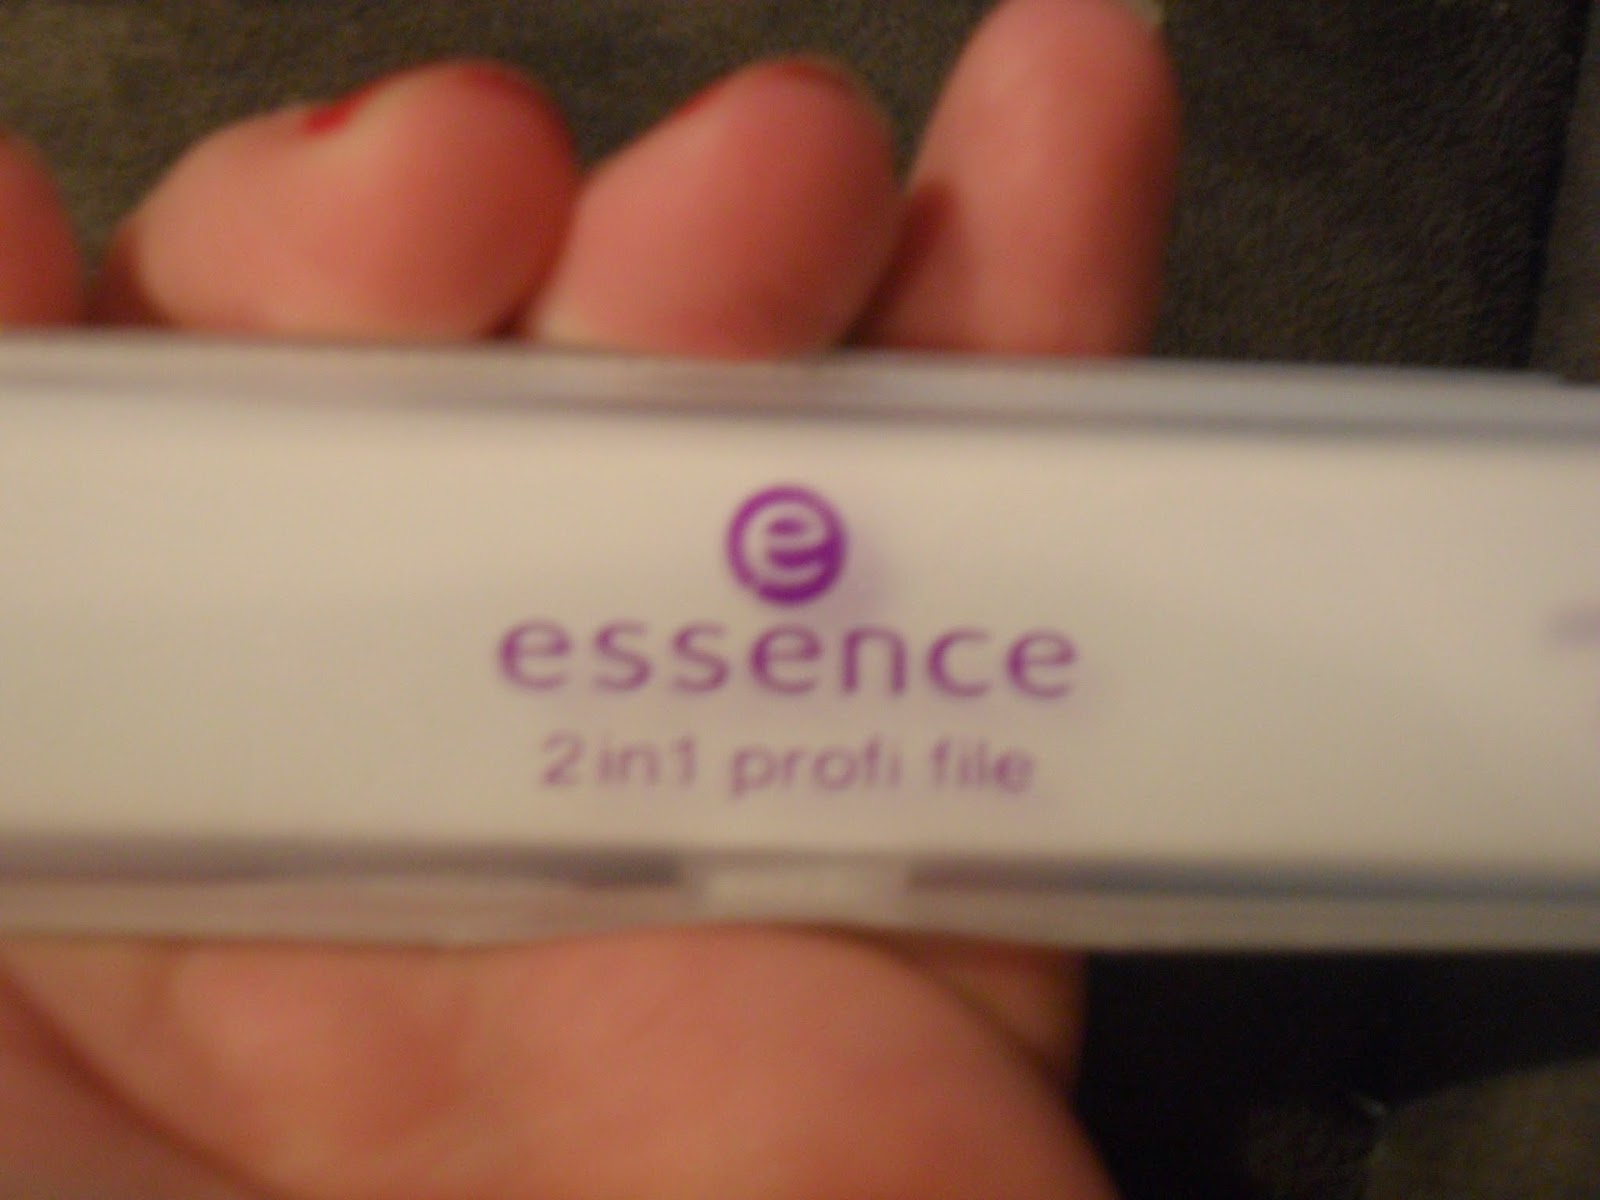 e
essence
2in1 profi file